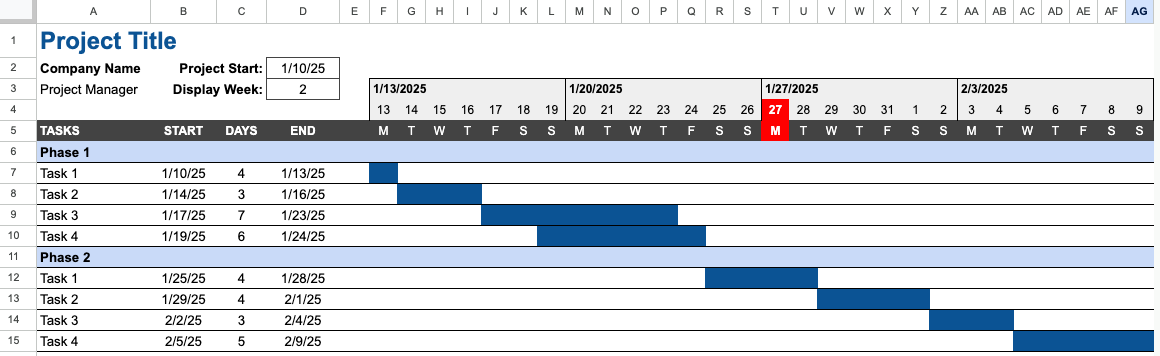 A B C D E F G H I J K L M N O P Q R S T U V W X Y Z AA AB AC AD AE AF AG
1 Project Title
2 Company Name Project Start: 1/10/25
3 Project Manager Display Week: 2 1/13/2025 1/20/2025 1/27/2025 2/3/2025
4 13 14 15 16 17 18 19 20 21 22 23 24 25 26 27 28 29 30 31 1 2 3 4 5 6 7 8 9
5 TASKS START DAYS END M T W T F S S M T W T F S S M T W T F S S M T W T F S S
6 Phase 1
7 Task 1 1/10/25 4 1/13/25
8 Task 2 1/14/25 3 1/16/25
9 Task 3 1/17/25 7 1/23/25
10 Task 4 1/19/25 6 1/24/25
11 Phase 2
12 Task 1 1/25/25 4 1/28/25
13 Task 2 1/29/25 4 2/1/25
14 Task 3 2/2/25 3 2/4/25
15 Task 4 2/5/25 5 2/9/25